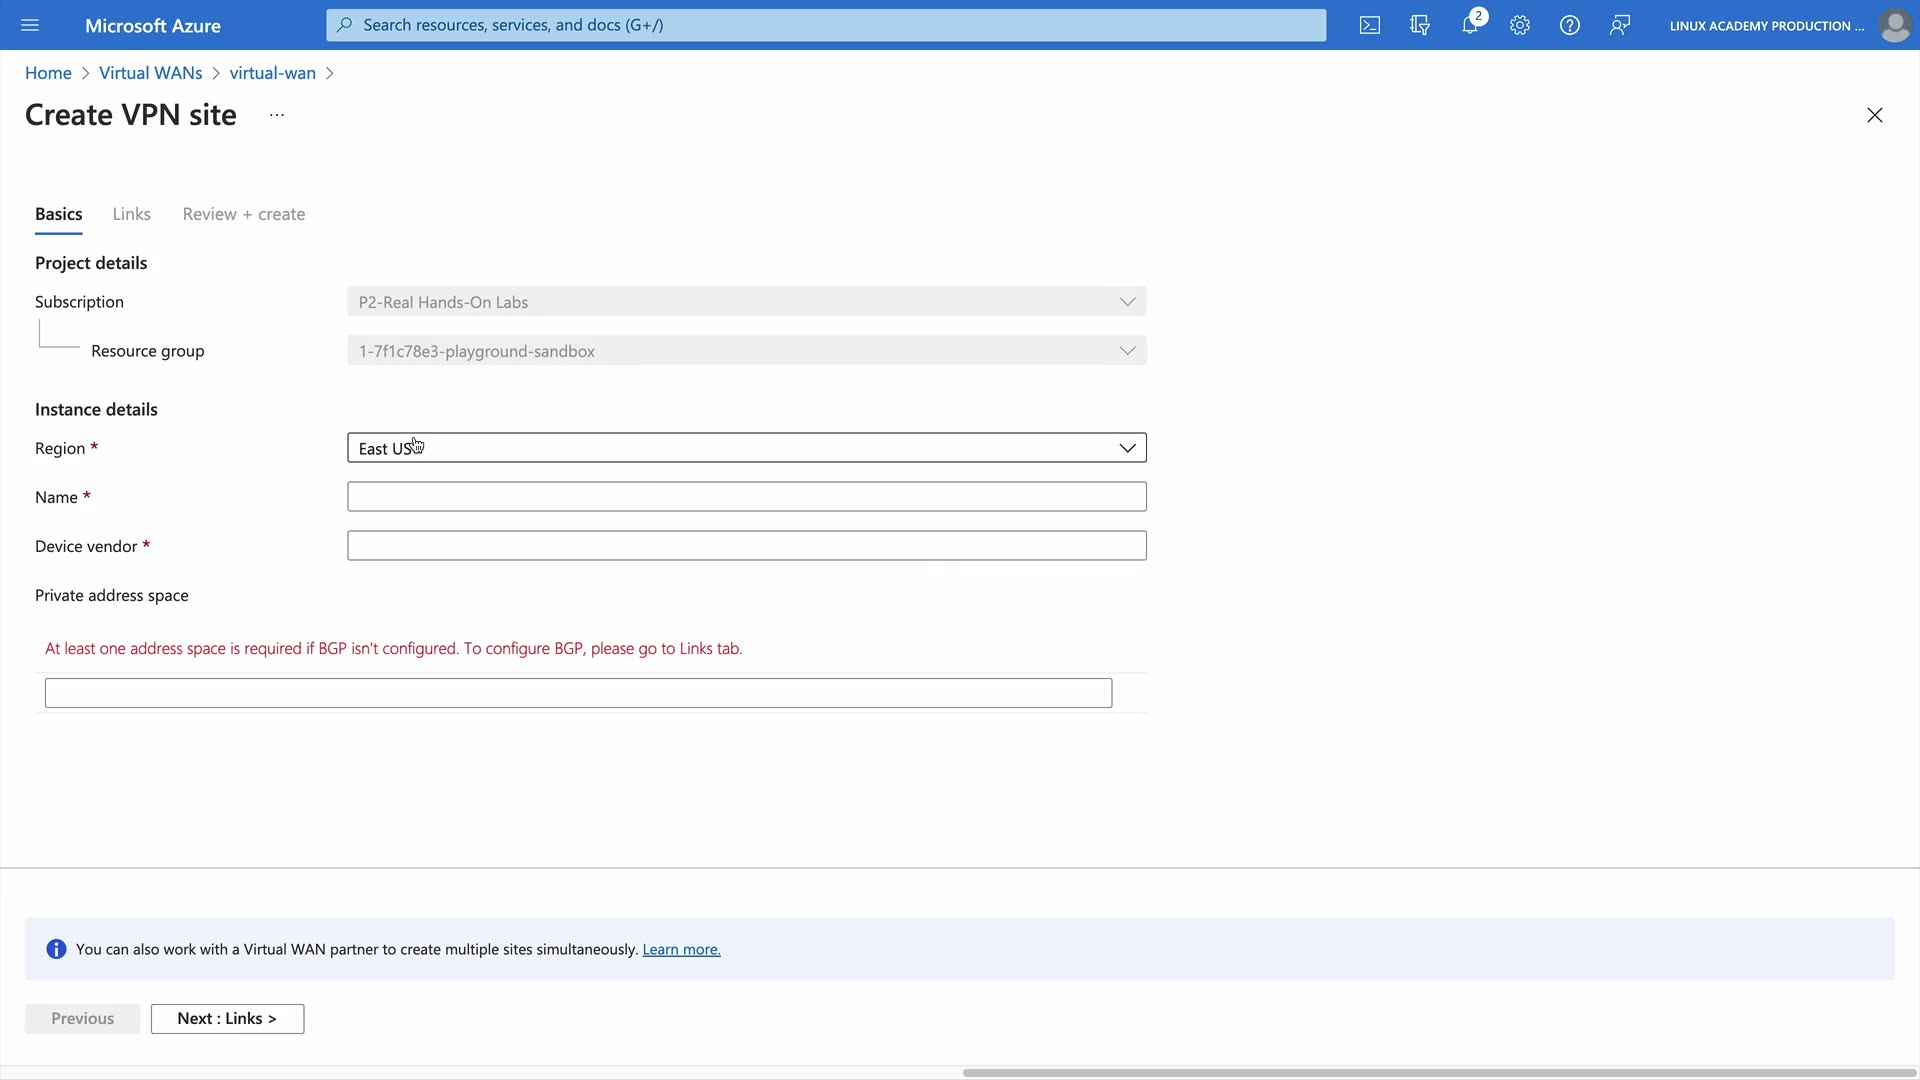 Microsoft Azure
Search resources, services, and docs (G+/)
2
LINUX ACADEMY PRODUCTION ...
Home > Virtual WANs > virtual-wan >
Create VPN site ...
Basics
Links
Review + create
Project details
Subscription
P2-Real Hands-On Labs
Resource group
1-7f1c78e3-playground-sandbox
Instance details
Region *
East US
Name *
Device vendor *
Private address space
At least one address space is required if BGP isn't configured. To configure BGP, please go to Links tab.
You can also work with a Virtual WAN partner to create multiple sites simultaneously. Learn more.
Previous
Next : Links >